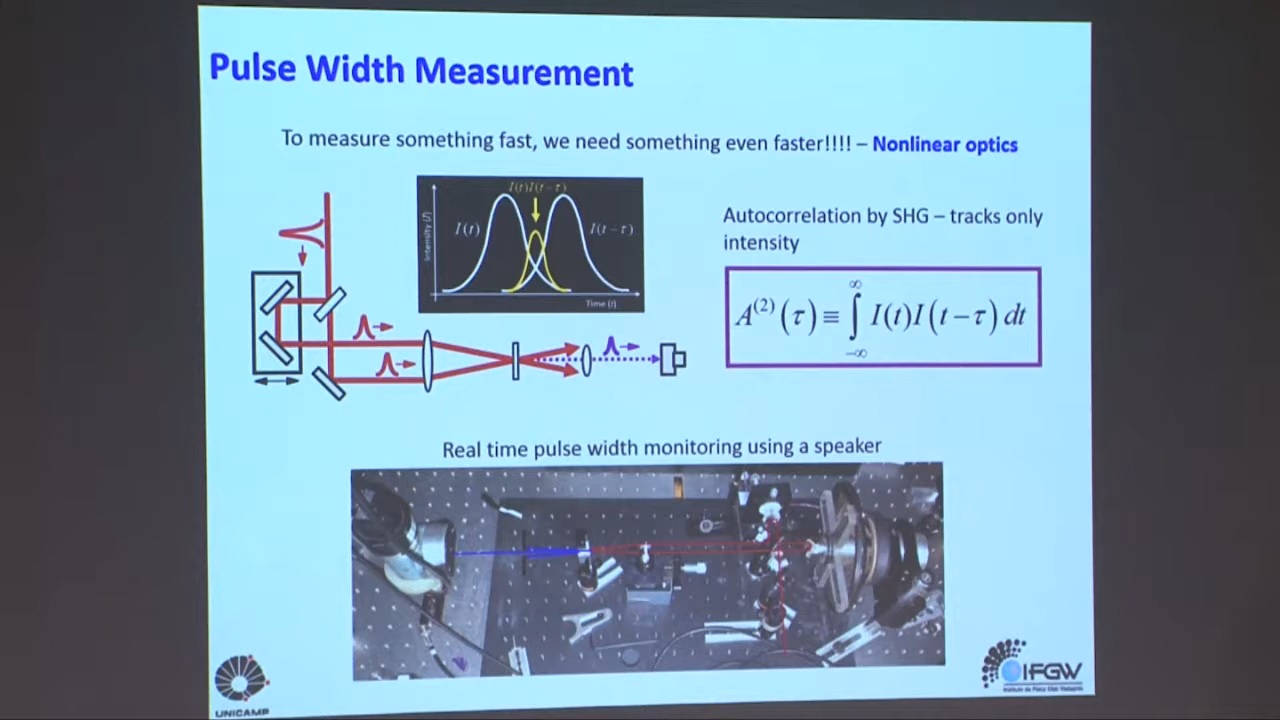 Pulse Width Measurement
To measure something fast, we need something even faster!!!! – Nonlinear optics
I(t)I(t−τ)
I(t)
I(t−τ)
Intensity (I)
Time (t)
Autocorrelation by SHG – tracks only
intensity
A⁽²⁾(τ) ≡ ∫_{−∞}^{∞} I(t)I(t−τ) dt
Real time pulse width monitoring using a speaker
UNICAMP
IFGW